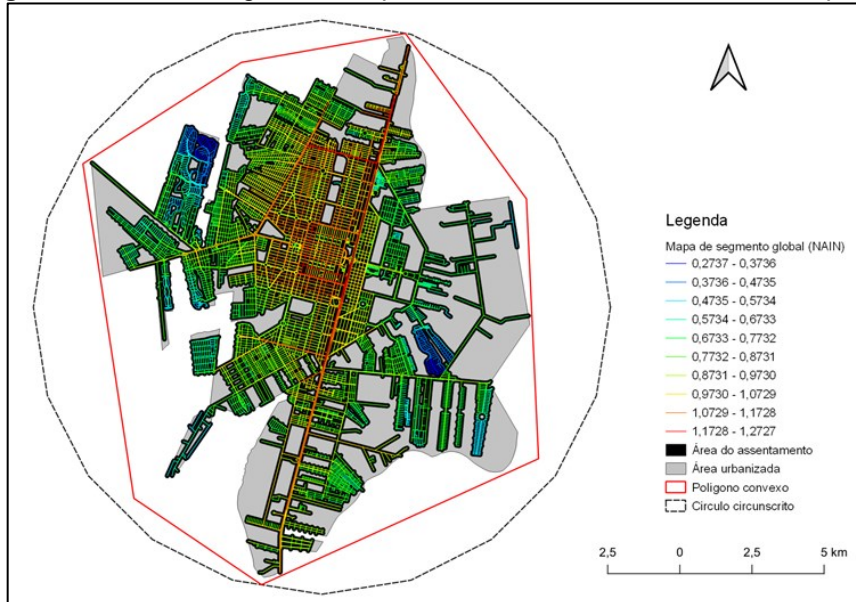 Legenda
Mapa de segmento global (NAIN)
0,2737 - 0,3736
0,3736 - 0,4735
0,4735 - 0,5734
0,5734 - 0,6733
0,6733 - 0,7732
0,7732 - 0,8731
0,8731 - 0,9730
0,9730 - 1,0729
1,0729 - 1,1728
1,1728 - 1,2727
Área do assentamento
Área urbanizada
Poligono convexo
Circulo circunscrito
2,5 0 2,5 5 km